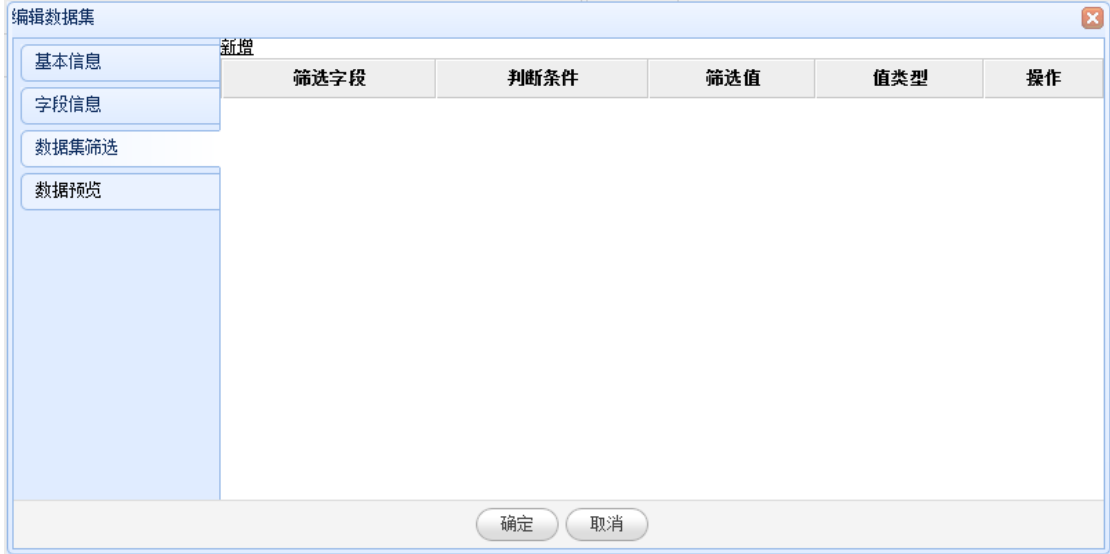 编辑数据集
基本信息
字段信息
数据集筛选
数据预览
新增
筛选字段 判断条件 筛选值 值类型 操作
确定 取消